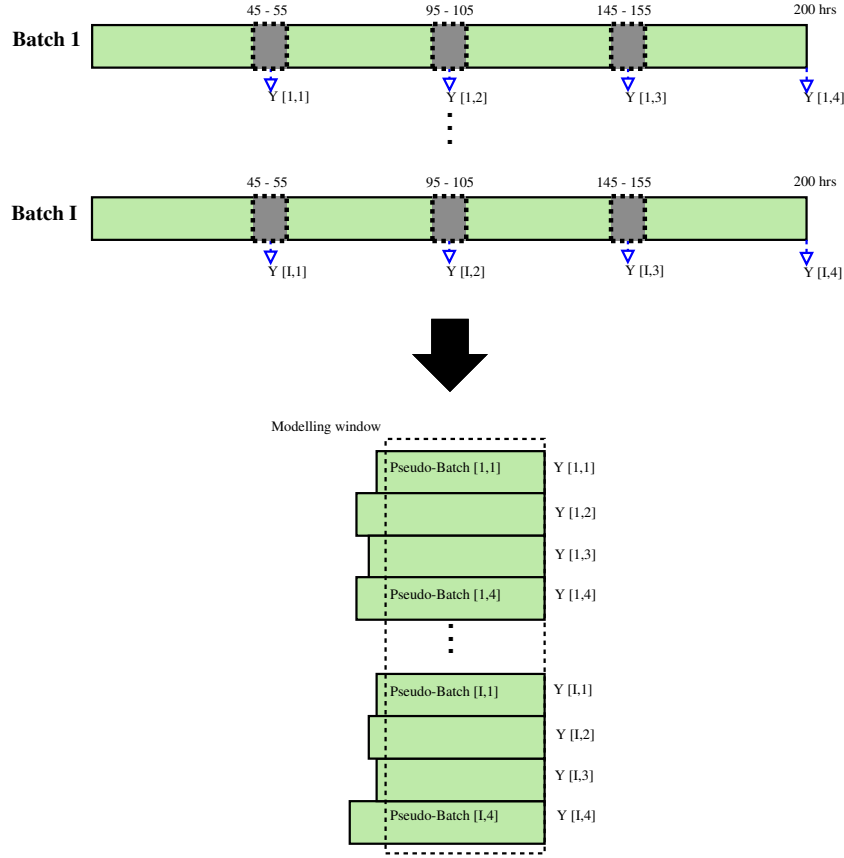 45 - 55 95 - 105 145 - 155 200 hrs
Batch 1
Y [1,1] Y [1,2] Y [1,3] Y [1,4]
45 - 55 95 - 105 145 - 155 200 hrs
Batch I
Y [I,1] Y [I,2] Y [I,3] Y [I,4]
Modelling window
Pseudo-Batch [1,1] Y [1,1]
Y [1,2]
Y [1,3]
Pseudo-Batch [1,4] Y [1,4]
Pseudo-Batch [I,1] Y [I,1]
Y [I,2]
Y [I,3]
Pseudo-Batch [I,4] Y [I,4]